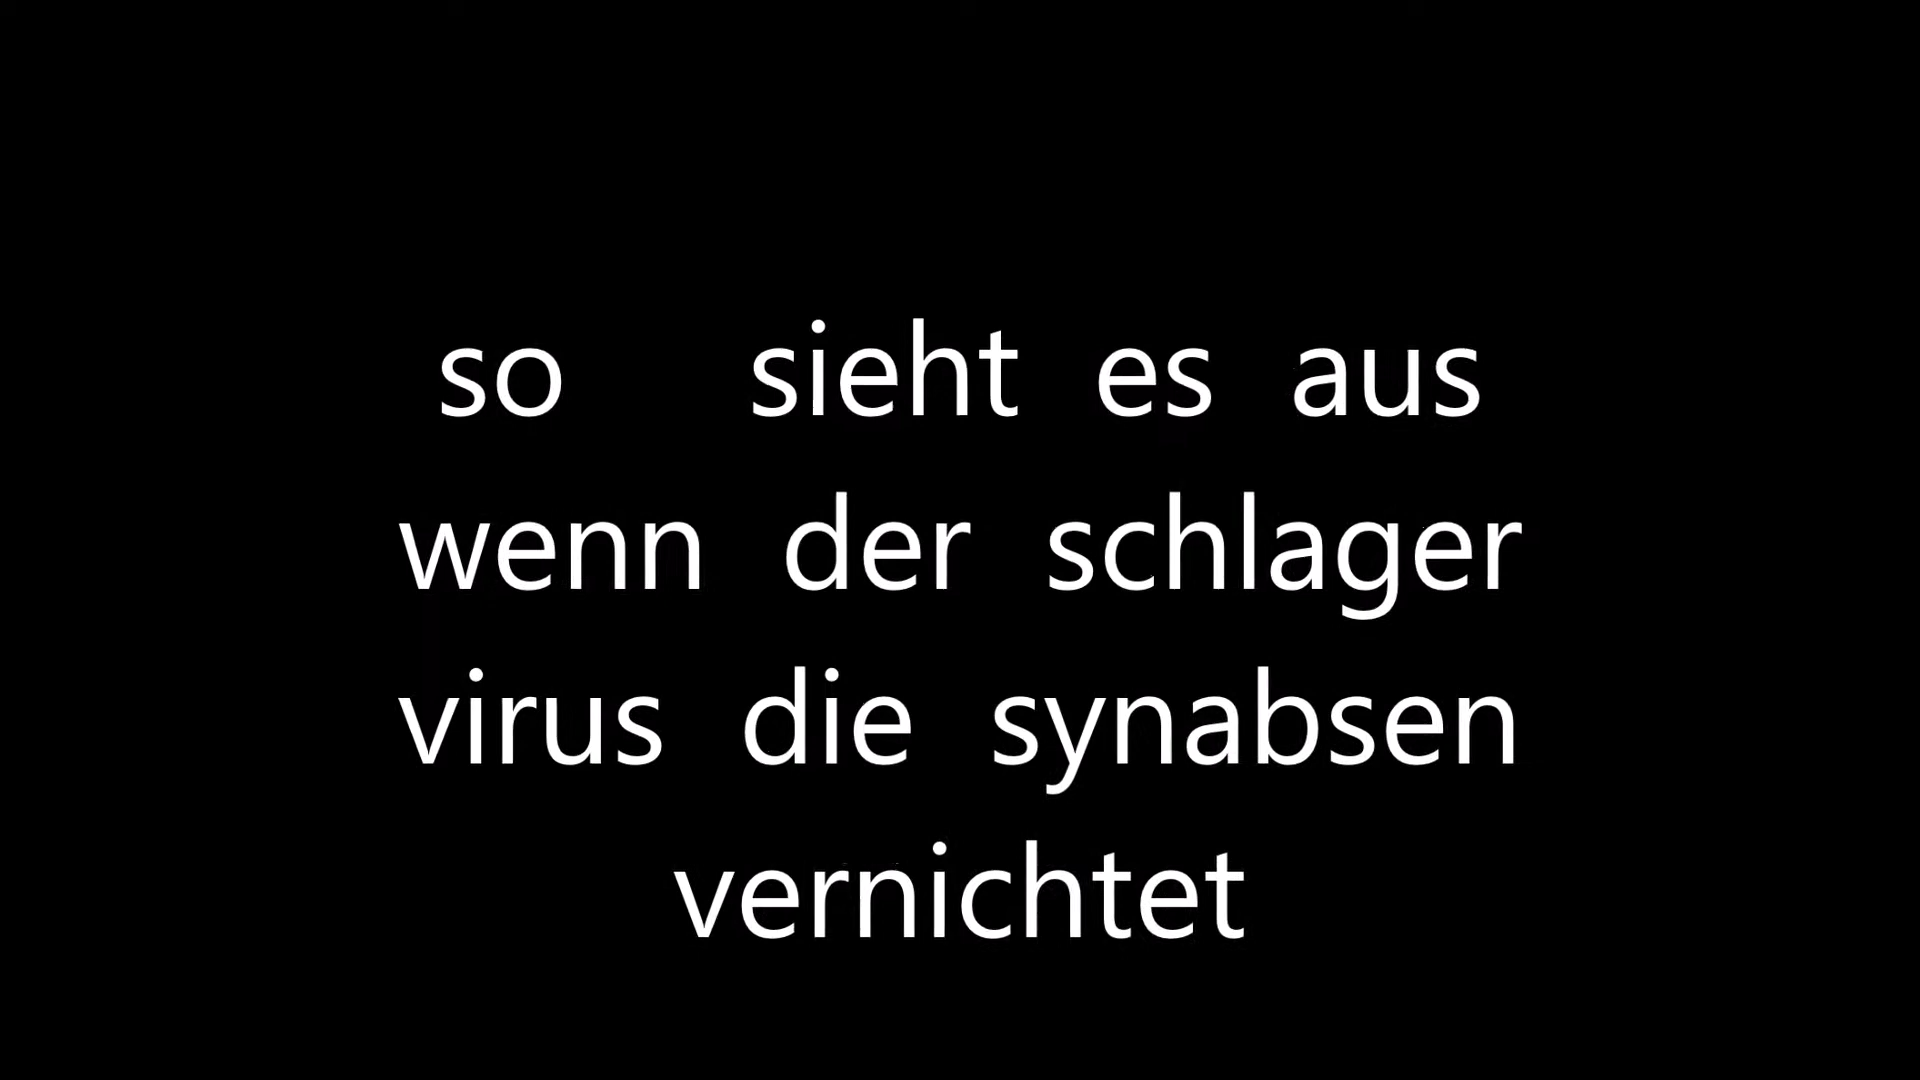 so sieht es aus
wenn der schlager
virus die synabsen
vernichtet